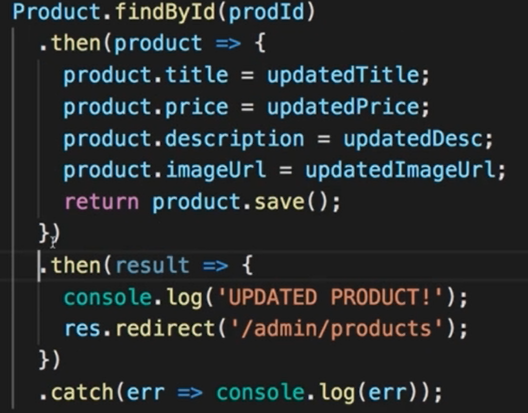 Product.findById(prodId)
.then(product => {
product.title = updatedTitle;
product.price = updatedPrice;
product.description = updatedDesc;
product.imageUrl = updatedImageUrl;
return product.save();
})
.then(result => {
console.log('UPDATED PRODUCT!');
res.redirect('/admin/products');
})
.catch(err => console.log(err));